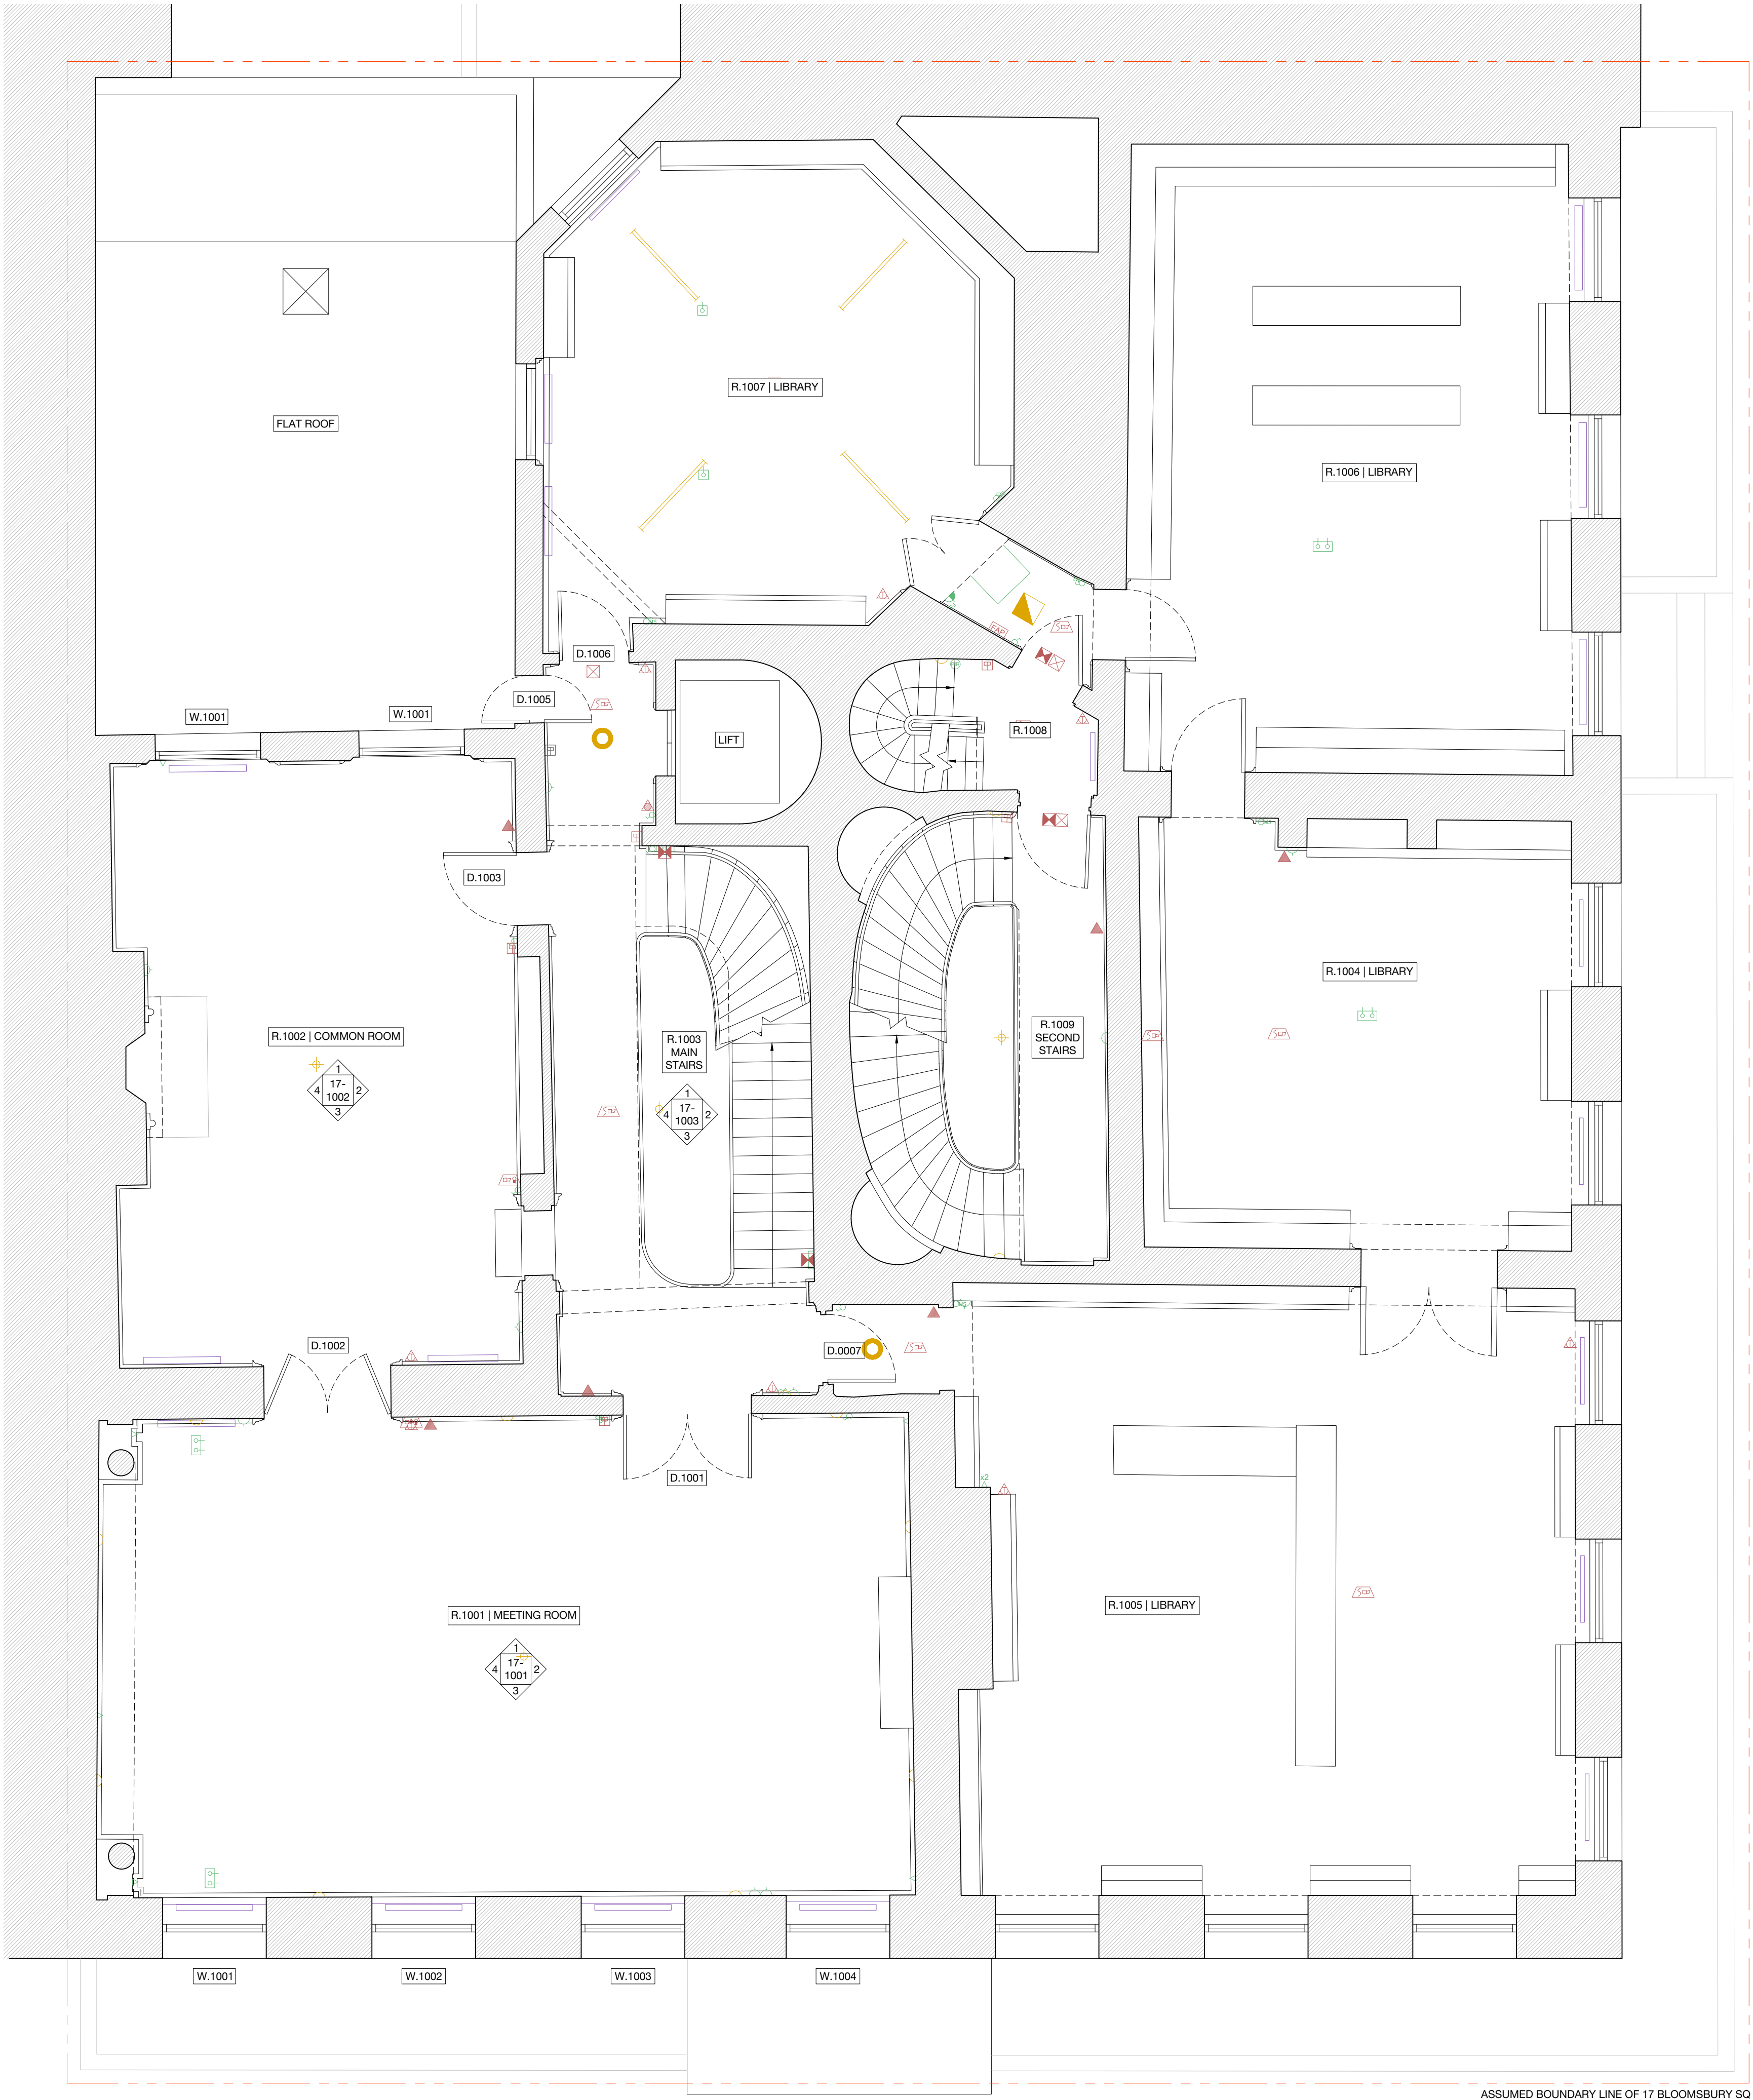 R.1007 | LIBRARY
FLAT ROOF
R.1006 | LIBRARY
FAP
D.1006
D.1005
W.1001
W.1001
LIFT
R.1008
D.1003
R.1004 | LIBRARY
R.1002 | COMMON ROOM
1
4
17-
1002
2
3
R.1003
MAIN
STAIRS
1
4
17-
1003
2
3
R.1009
SECOND
STAIRS
D.1002
D.0007
D.1001
x2
R.1005 | LIBRARY
R.1001 | MEETING ROOM
1
4
17-
1001
2
3
W.1001
W.1002
W.1003
W.1004
ASSUMED BOUNDARY LINE OF 17 BLOOMSBURY SQ